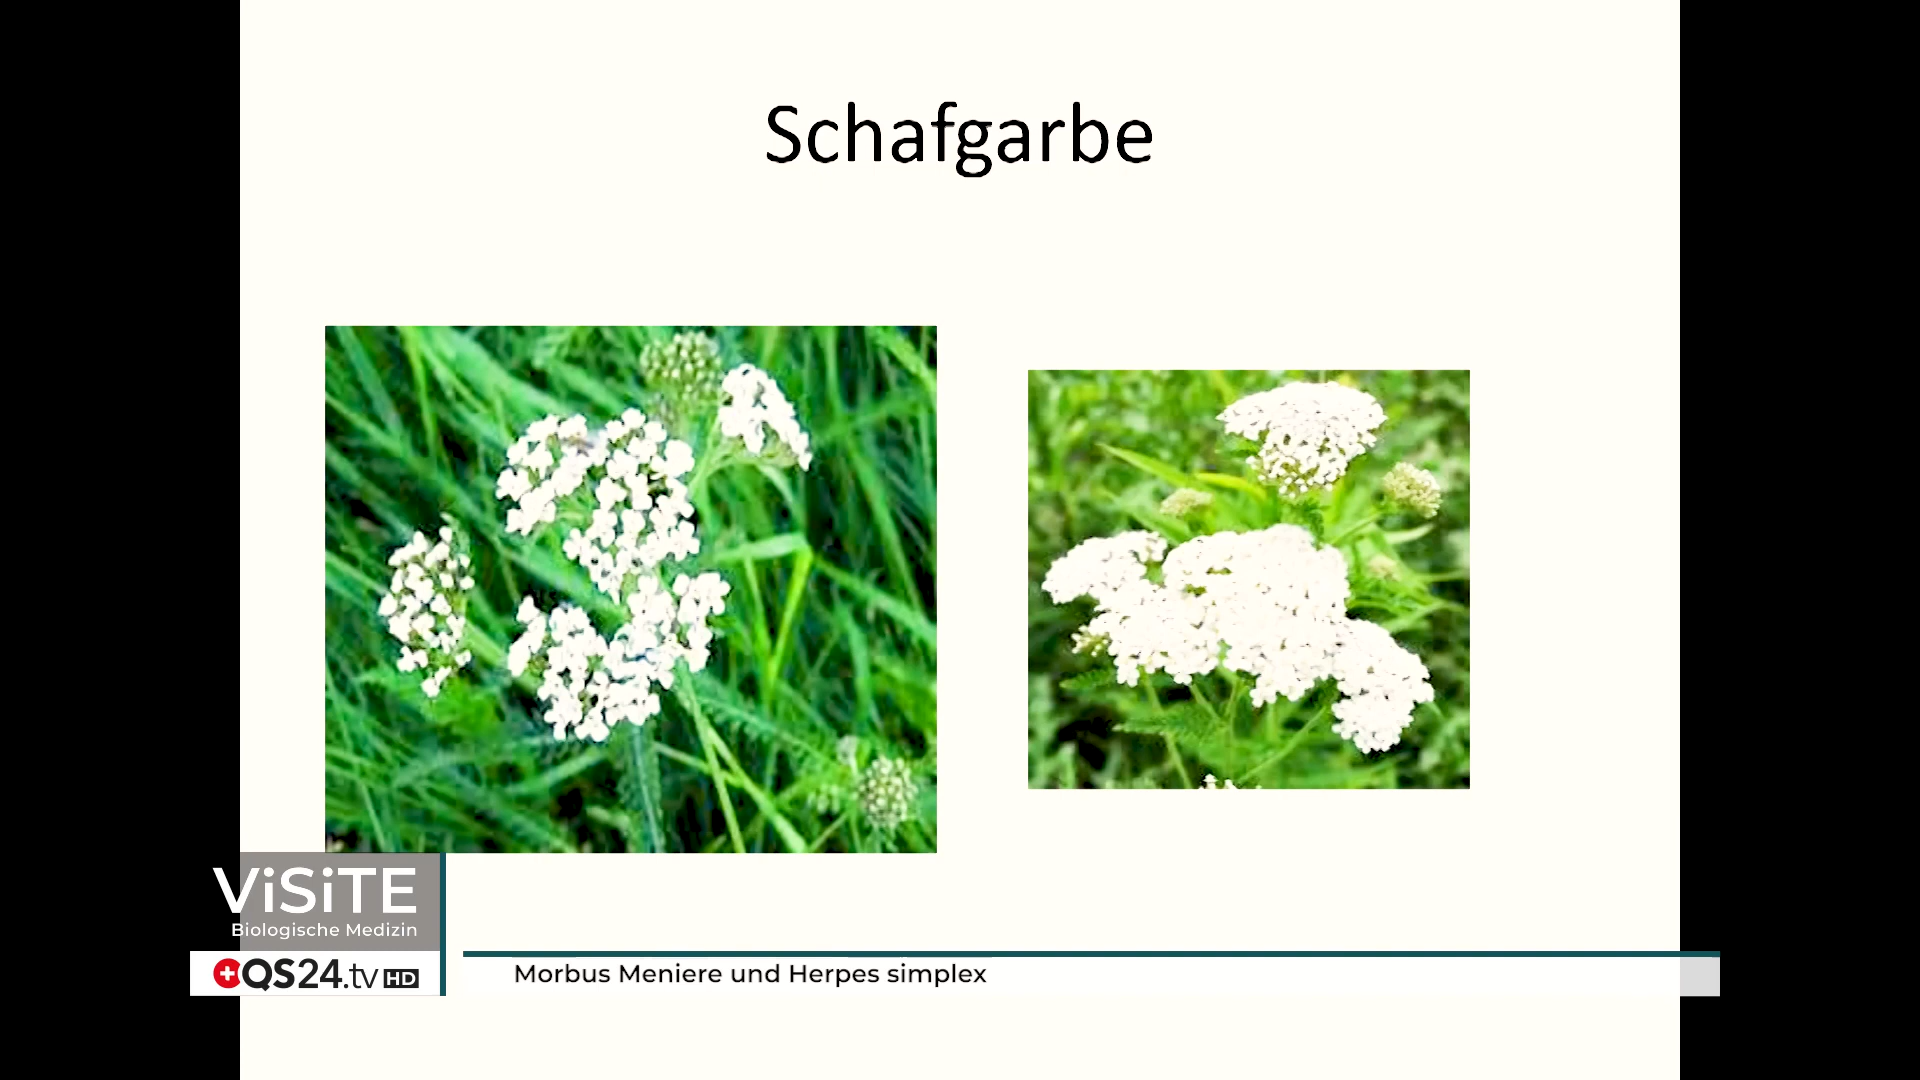 Schafgarbe
ViSiTE
Biologische Medizin
QS24.tv HD
Morbus Meniere und Herpes simplex